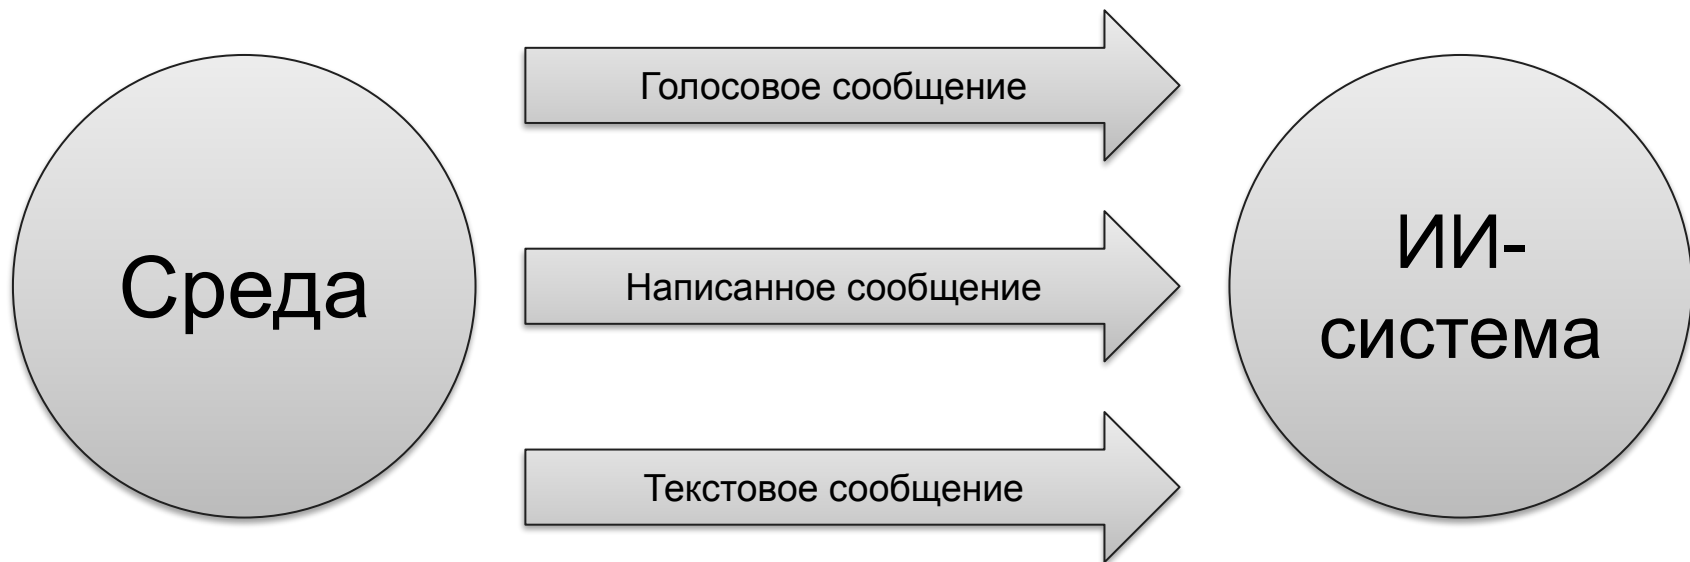 Голосовое сообщение
Среда
Написанное сообщение
ИИ-
система
Текстовое сообщение